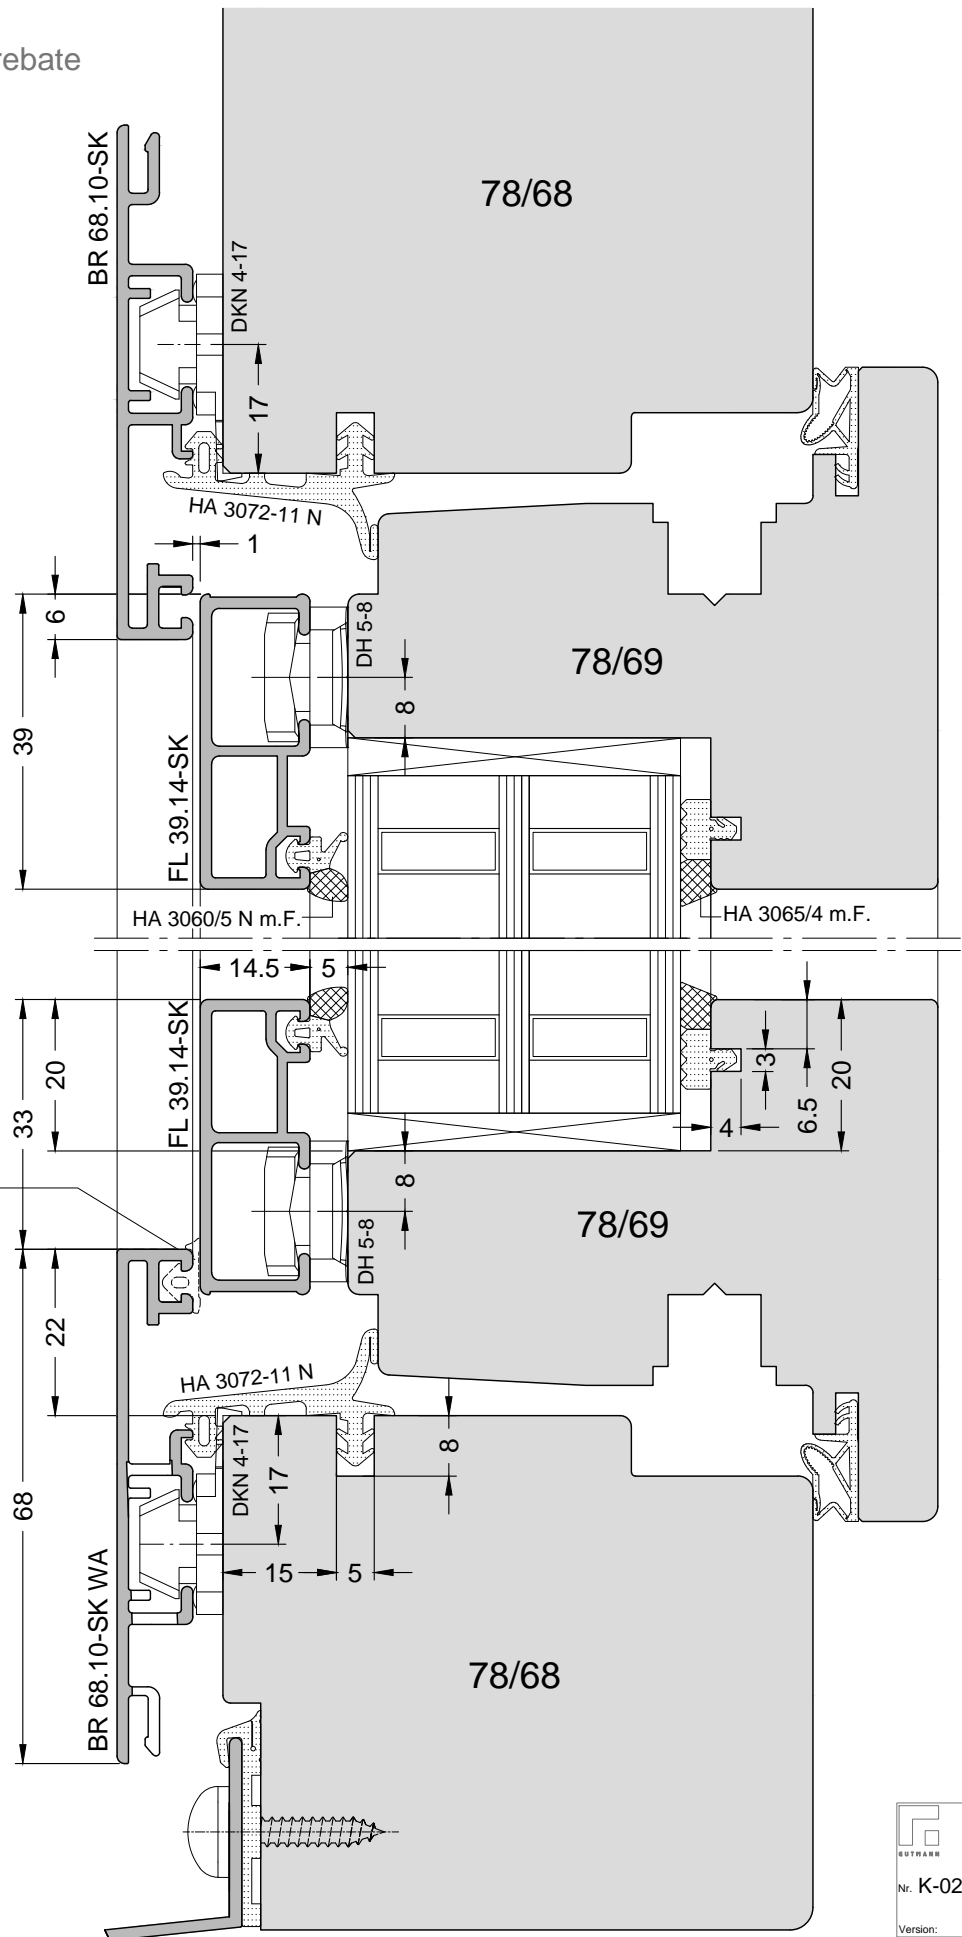 rebate
BR 68.10-SK
78/68
DKN 4-17
17
HA 3072-11 N
1
6
39
DH 5-8
78/69
8
FL 39.14-SK
HA 3060/5 N m.F.
HA 3065/4 m.F.
14.5
5
FL 39.14-SK
20
33
3
6.5
20
4
8
DH 5-8
78/69
22
HA 3072-11 N
DKN 4-17
17
8
68
15
5
BR 68.10-SK WA
78/68
GUTMANN
Nr. K-02
Version: